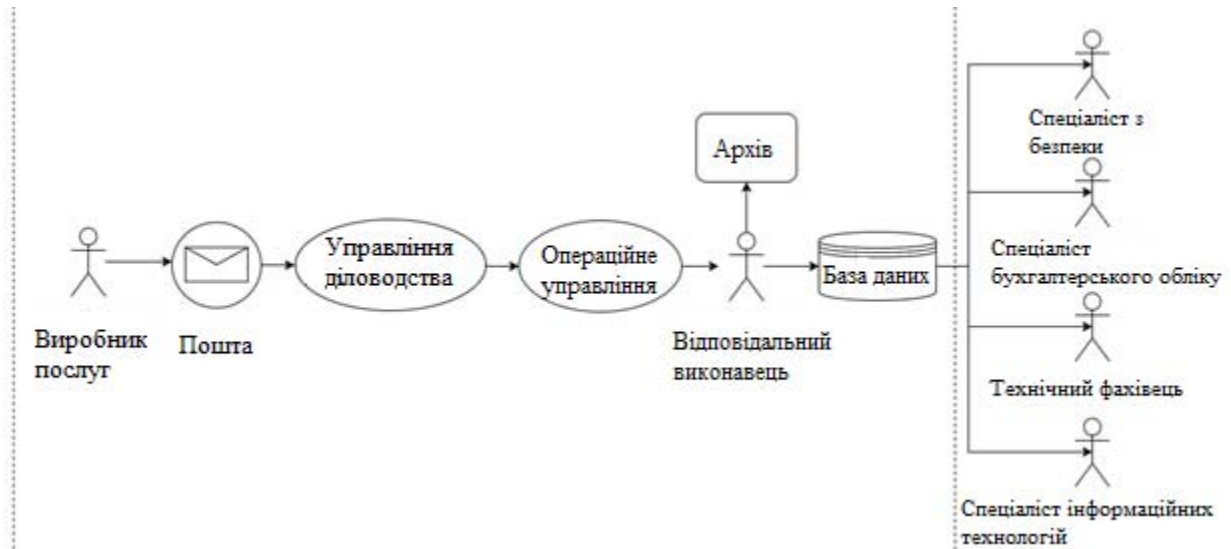 Виробник
послуг
Пошта
Управління
діловодства
Операційне
управління
Архів
Відповідальний
виконавець
База даних
Спеціаліст з
безпеки
Спеціаліст
бухгалтерського обліку
Технічний фахівець
Спеціаліст інформаційних
технологій